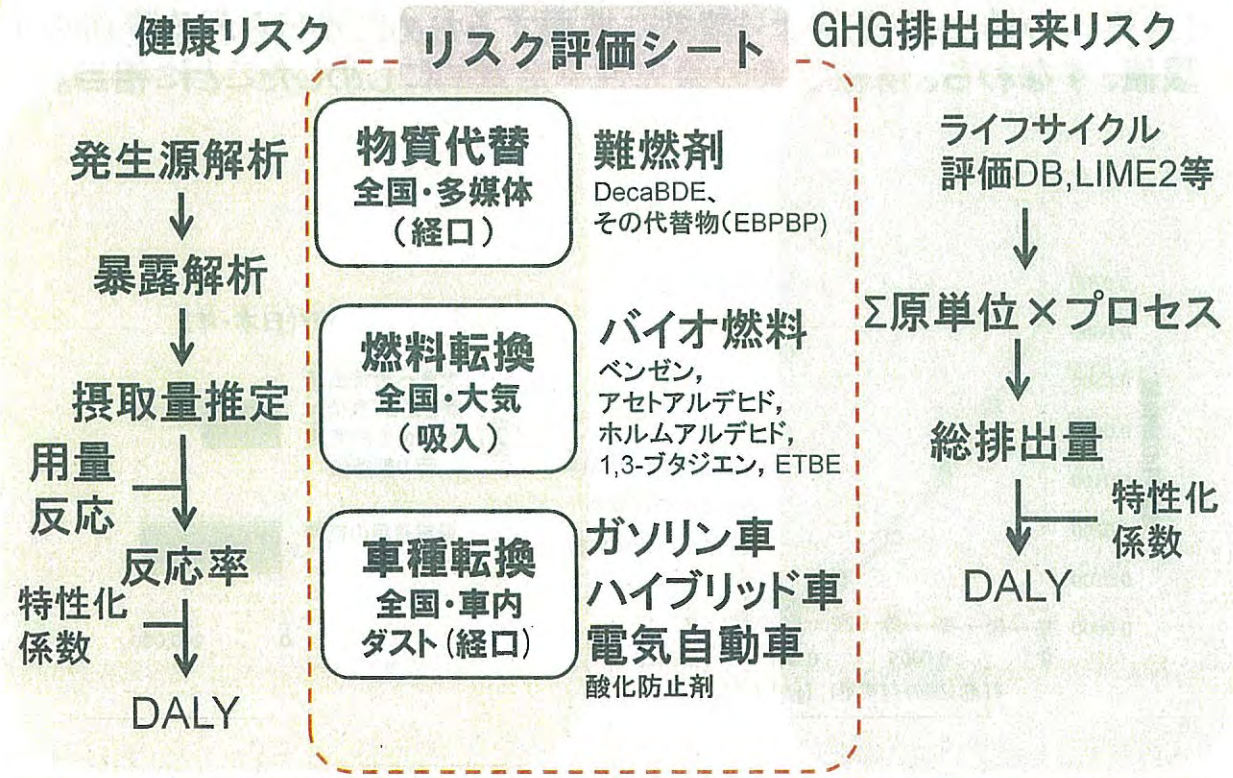 健康リスク
発生源解析
暴露解析
摂取量推定
用量
反応
反応率
特性化
係数
DALY
リスク評価シート
物質代替
全国・多媒体
(経口)
難燃剤
DecaBDE、
その代替物(EBPBP)
燃料転換
全国・大気
(吸入)
バイオ燃料
ベンゼン,
アセトアルデヒド,
ホルムアルデヒド,
1,3-ブタジエン, ETBE
車種転換
全国・車内
ダスト(経口)
ガソリン車
ハイブリッド車
電気自動車
酸化防止剤
GHG排出由来リスク
ライフサイクル
評価DB,LIME2等
Σ原単位×プロセス
総排出量
特性化
係数
DALY